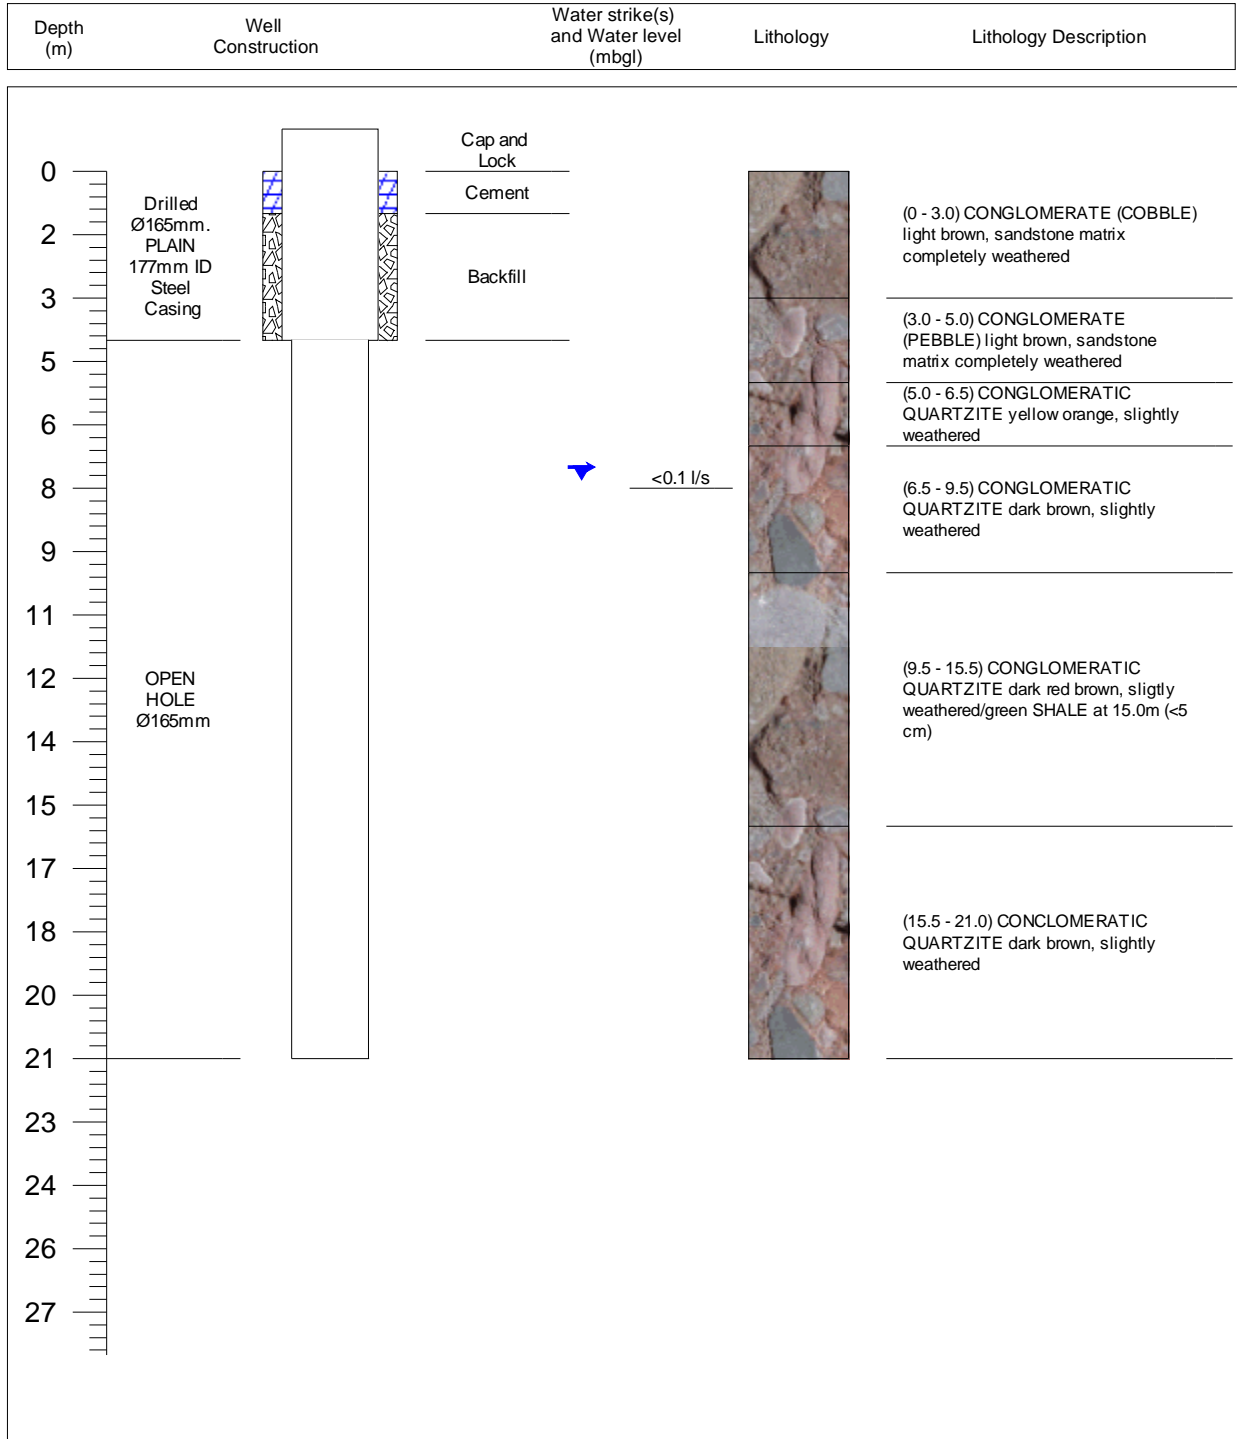 Depth
(m)
Well
Construction
Water strike(s)
and Water level
(mbgl)
Lithology
Lithology Description
Cap and
Lock
Cement
Backfill
Drilled
Ø165mm.
PLAIN
177mm ID
Steel
Casing
OPEN
HOLE
Ø165mm
0
2
3
5
6
8
9
11
12
14
15
17
18
20
21
23
24
26
27
<0.1 l/s
(0 - 3.0) CONGLOMERATE (COBBLE)
light brown, sandstone matrix
completely weathered
(3.0 - 5.0) CONGLOMERATE
(PEBBLE) light brown, sandstone
matrix completely weathered
(5.0 - 6.5) CONGLOMERATIC
QUARTZITE yellow orange, slightly
weathered
(6.5 - 9.5) CONGLOMERATIC
QUARTZITE dark brown, slightly
weathered
(9.5 - 15.5) CONGLOMERATIC
QUARTZITE dark red brown, sligtly
weathered/green SHALE at 15.0m (<5
cm)
(15.5 - 21.0) CONCLOMERATIC
QUARTZITE dark brown, slightly
weathered